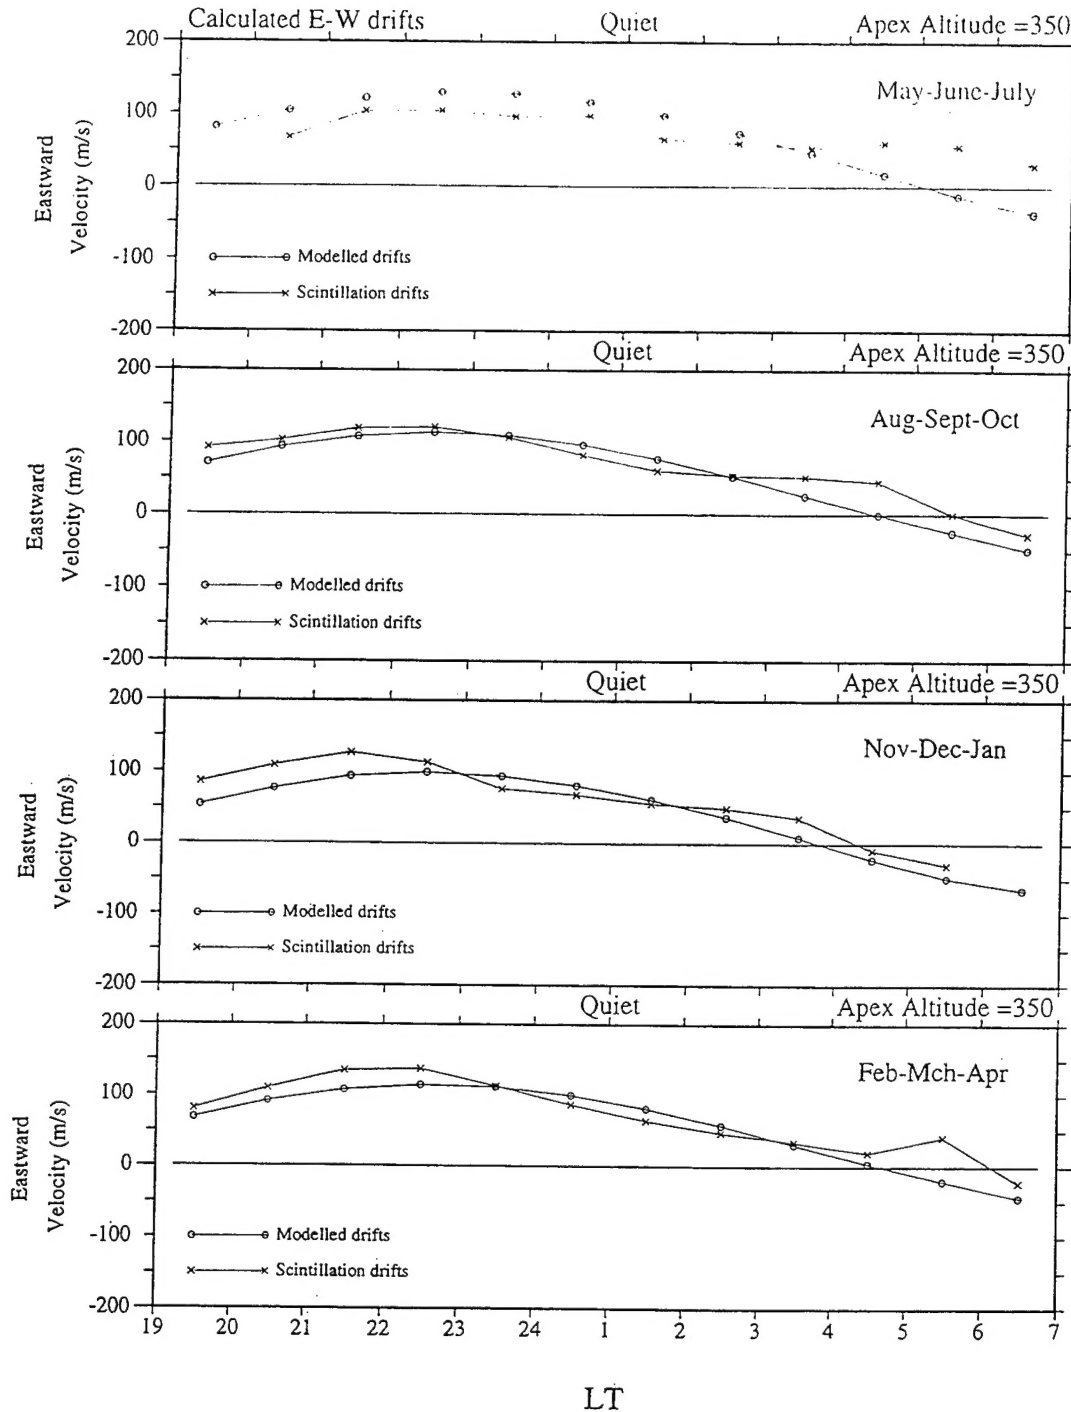 Calculated E-W drifts Quiet Apex Altitude =350
200
May-June-July
100
Eastward
Velocity (m/s)
0
-100
Modelled drifts
Scintillation drifts
-200
Quiet Apex Altitude =350
200
Aug-Sept-Oct
100
Eastward
Velocity (m/s)
0
-100
Modelled drifts
Scintillation drifts
-200
Quiet Apex Altitude =350
200
Nov-Dec-Jan
100
Eastward
Velocity (m/s)
0
-100
Modelled drifts
Scintillation drifts
-200
Quiet Apex Altitude =350
200
Feb-Mch-Apr
100
Eastward
Velocity (m/s)
0
-100
Modelled drifts
Scintillation drifts
-200
19 20 21 22 23 24 1 2 3 4 5 6 7
LT